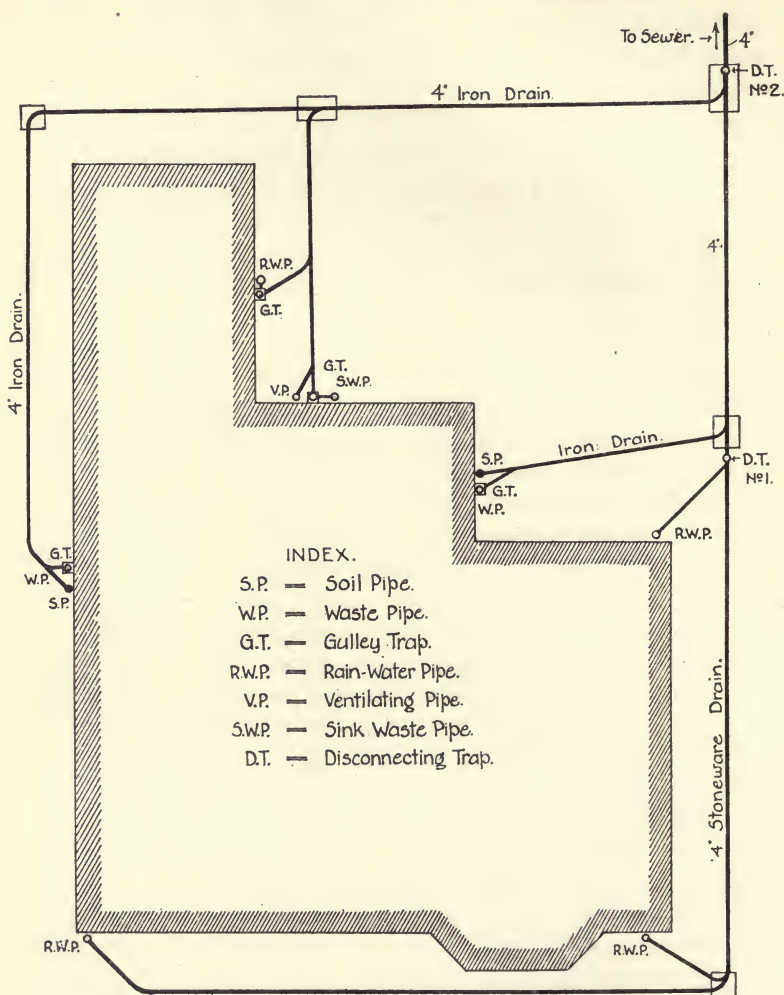 To Sewer. → 4"
←D.T.
Nº2.
4" Iron Drain.
4"
R.W.P.
G.T.
4" Iron Drain.
G.T.
V.P. S.W.P.
Iron: Drain.
S.P.
G.T.
W.P.
←D.T.
Nº1.
R.W.P.
G.T.
W.P.
S.P.
INDEX.
S.P. — Soil Pipe.
W.P. — Waste Pipe.
G.T. — Gulley Trap.
R.W.P. — Rain-Water Pipe.
V.P. — Ventilating Pipe.
S.W.P. — Sink Waste Pipe.
D.T. — Disconnecting Trap.
4" Stoneware Drain.
R.W.P.
R.W.P.